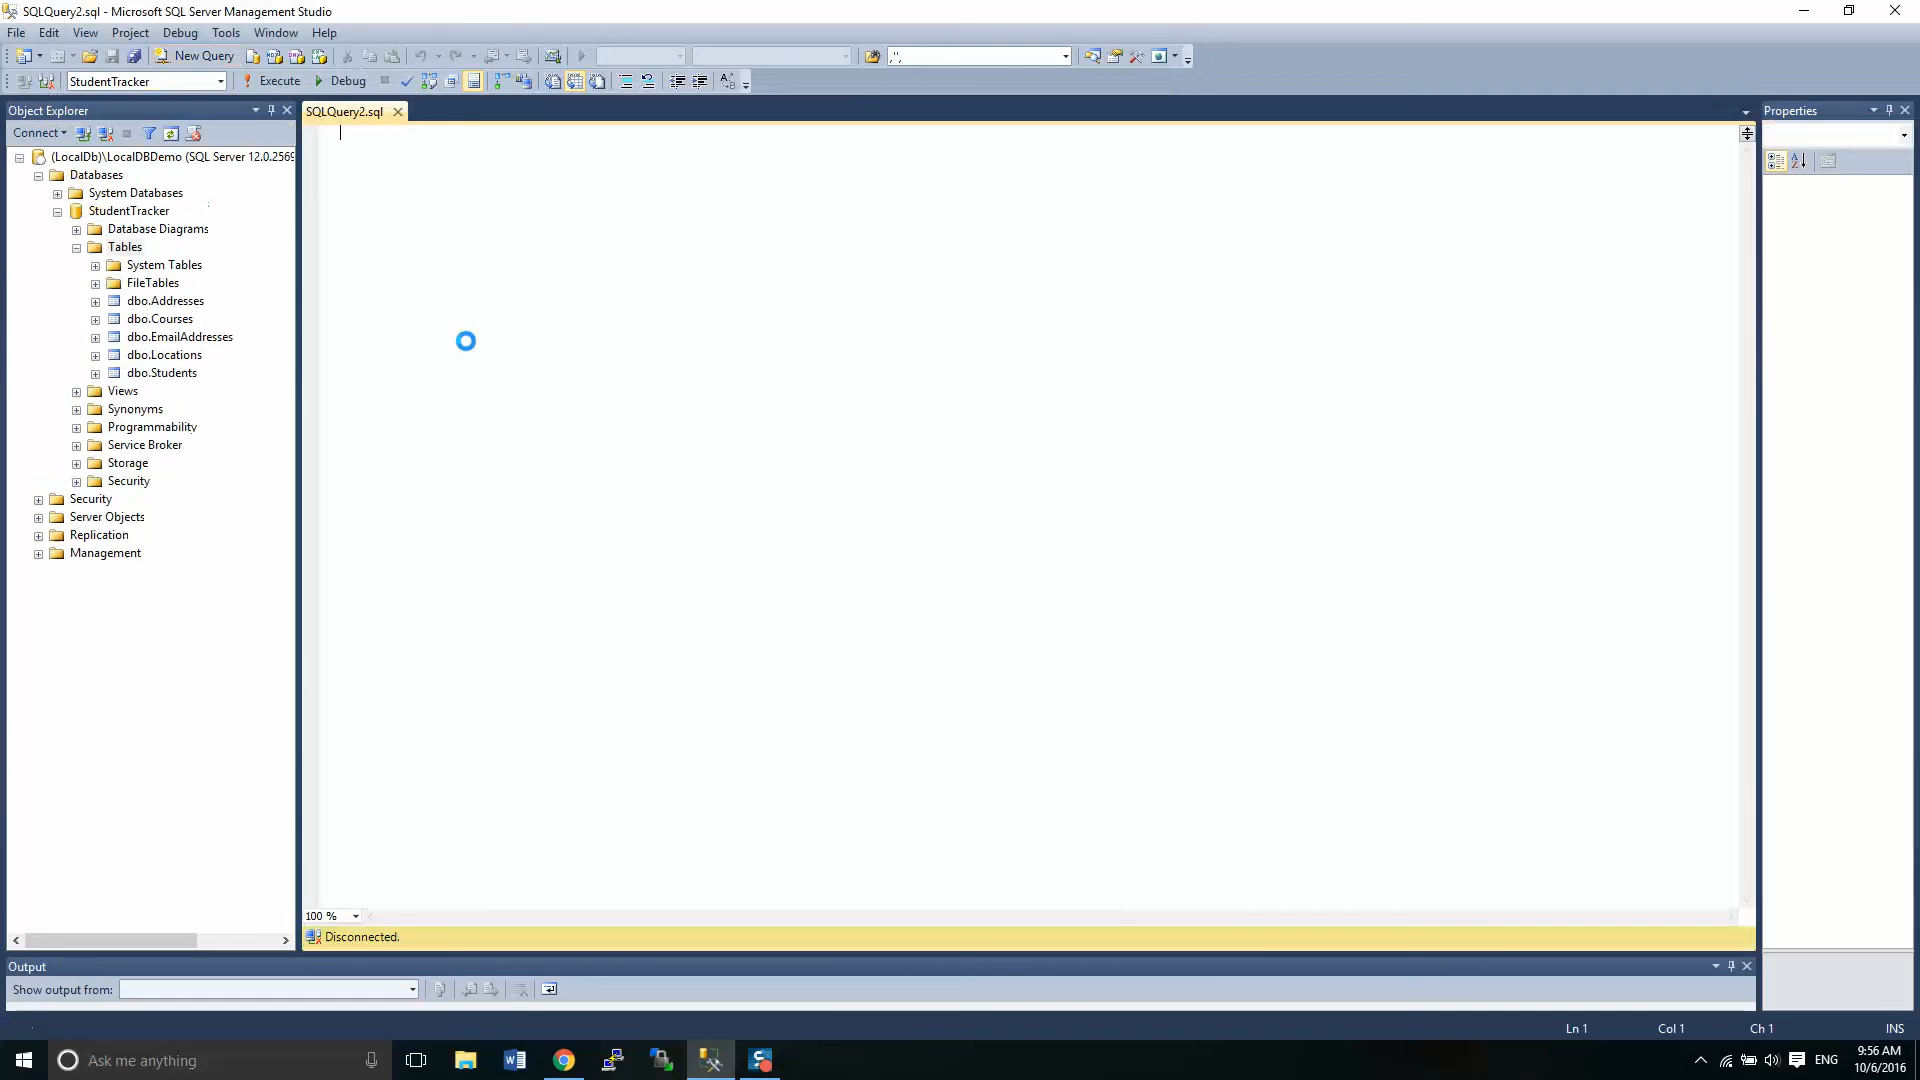 SQLQuery2.sql - Microsoft SQL Server Management Studio
File Edit View Project Debug Tools Window Help
New Query , ,
StudentTracker Execute Debug
Object Explorer
Connect
(LocalDb)\LocalDBDemo (SQL Server 12.0.2569
Databases
System Databases
StudentTracker
Database Diagrams
Tables
System Tables
FileTables
dbo.Addresses
dbo.Courses
dbo.EmailAddresses
dbo.Locations
dbo.Students
Views
Synonyms
Programmability
Service Broker
Storage
Security
Security
Server Objects
Replication
Management
SQLQuery2.sql
100 %
Disconnected.
Properties
Output
Show output from:
Ln 1 Col 1 Ch 1 INS
Ask me anything
ENG
9:56 AM
10/6/2016